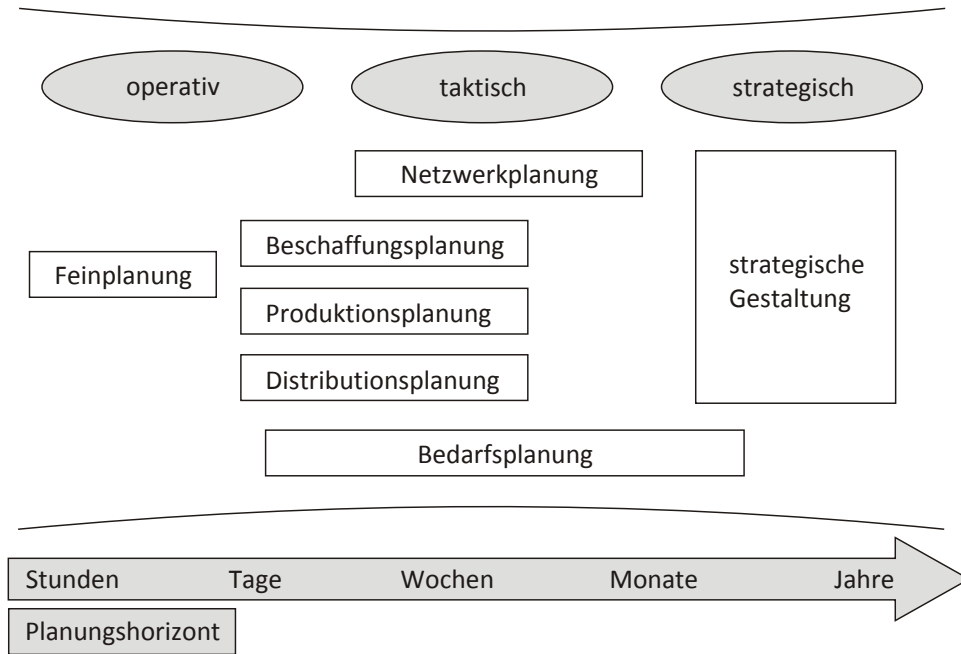 operativ
taktisch
strategisch
Netzwerkplanung
Beschaffungsplanung
Feinplanung
strategische
Gestaltung
Produktionsplanung
Distributionsplanung
Bedarfsplanung
Stunden
Tage
Wochen
Monate
Jahre
Planungshorizont